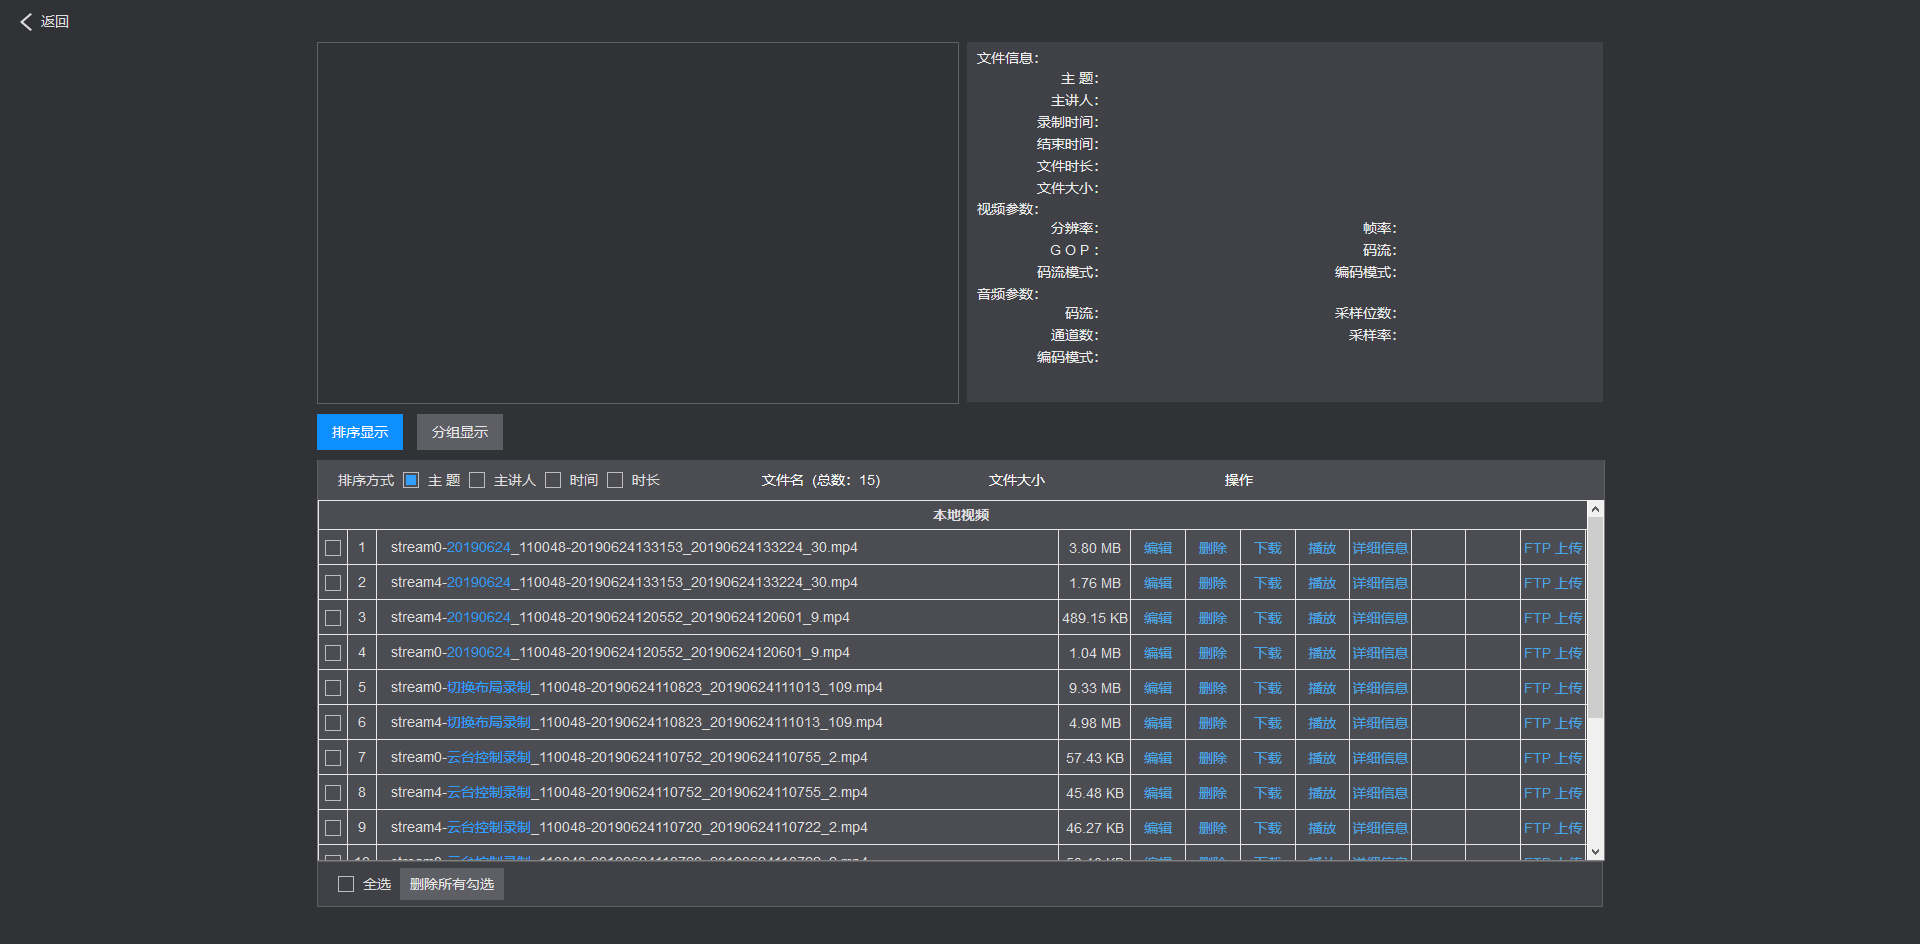 返回
文件信息：
主 题：
主讲人：
录制时间：
结束时间：
文件时长：
文件大小：
视频参数：
分辨率： 帧率：
G O P： 码流：
码流模式： 编码模式：
音频参数：
码流： 采样位数：
通道数： 采样率：
编码模式：
排序显示 分组显示
排序方式 主 题 主讲人 时间 时长 文件名（总数：15） 文件大小 操作
本地视频
1 stream0-20190624_110048-20190624133153_20190624133224_30.mp4 3.80 MB 编辑 删除 下载 播放 详细信息 FTP 上传
2 stream4-20190624_110048-20190624133153_20190624133224_30.mp4 1.76 MB 编辑 删除 下载 播放 详细信息 FTP 上传
3 stream4-20190624_110048-20190624120552_20190624120601_9.mp4 489.15 KB 编辑 删除 下载 播放 详细信息 FTP 上传
4 stream0-20190624_110048-20190624120552_20190624120601_9.mp4 1.04 MB 编辑 删除 下载 播放 详细信息 FTP 上传
5 stream0-切换布局录制_110048-20190624110823_20190624111013_109.mp4 9.33 MB 编辑 删除 下载 播放 详细信息 FTP 上传
6 stream4-切换布局录制_110048-20190624110823_20190624111013_109.mp4 4.98 MB 编辑 删除 下载 播放 详细信息 FTP 上传
7 stream0-云台控制录制_110048-20190624110752_20190624110755_2.mp4 57.43 KB 编辑 删除 下载 播放 详细信息 FTP 上传
8 stream4-云台控制录制_110048-20190624110752_20190624110755_2.mp4 45.48 KB 编辑 删除 下载 播放 详细信息 FTP 上传
9 stream4-云台控制录制_110048-20190624110720_20190624110722_2.mp4 46.27 KB 编辑 删除 下载 播放 详细信息 FTP 上传
全选 删除所有勾选